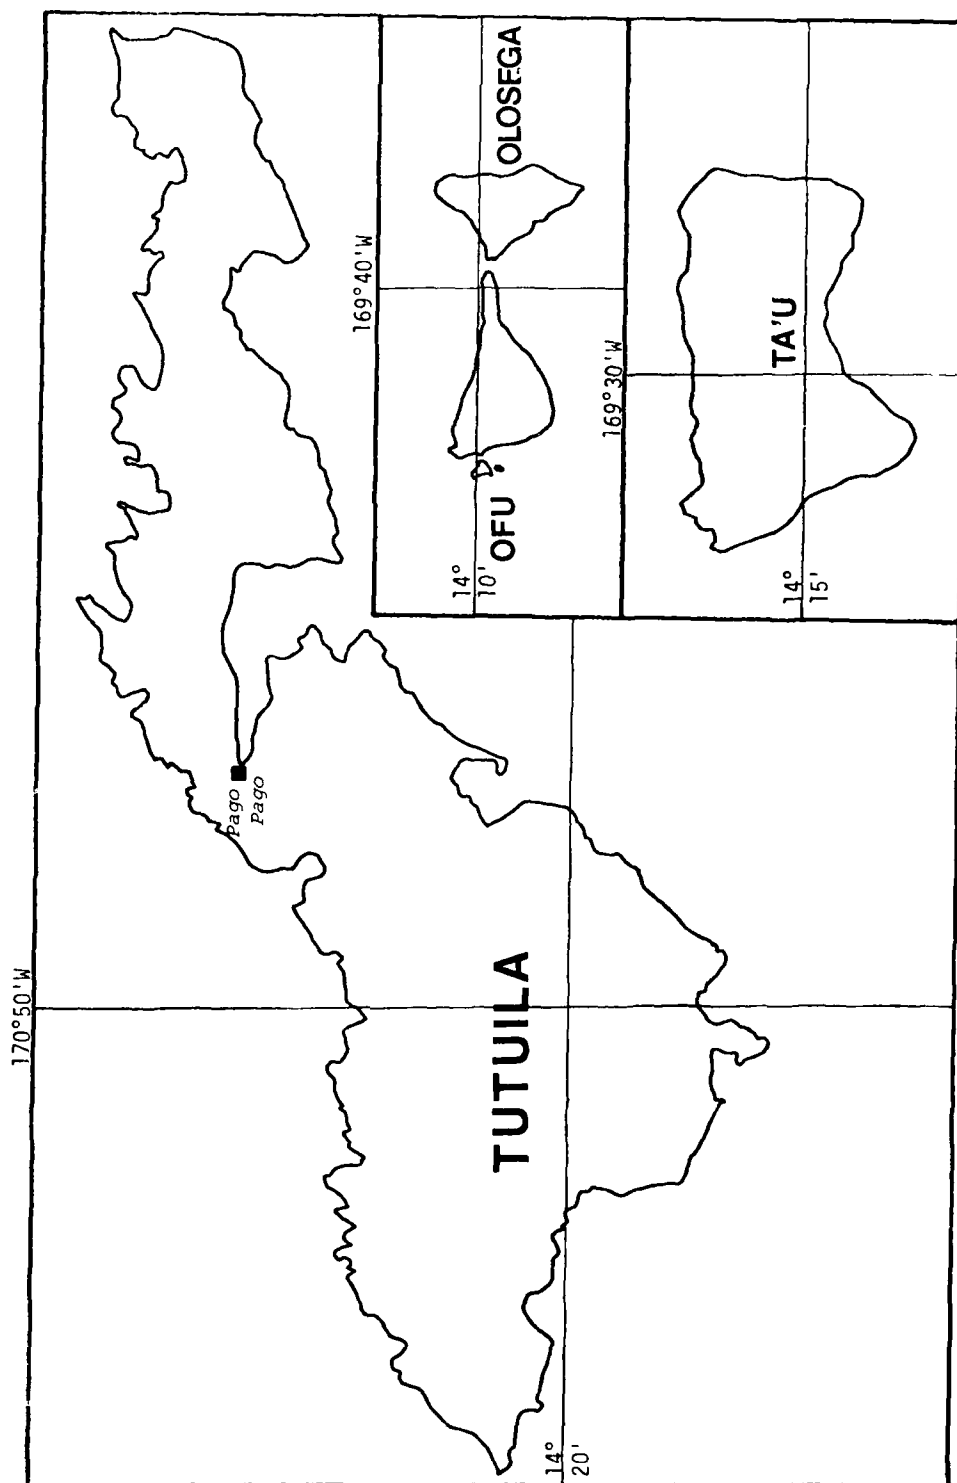 170°50'W
TUTUILA
Pago
Pago
14°
20'
169°40'W
OLOSEGA
OFU
14°
10'
169°30'W
TA'U
14°
15'